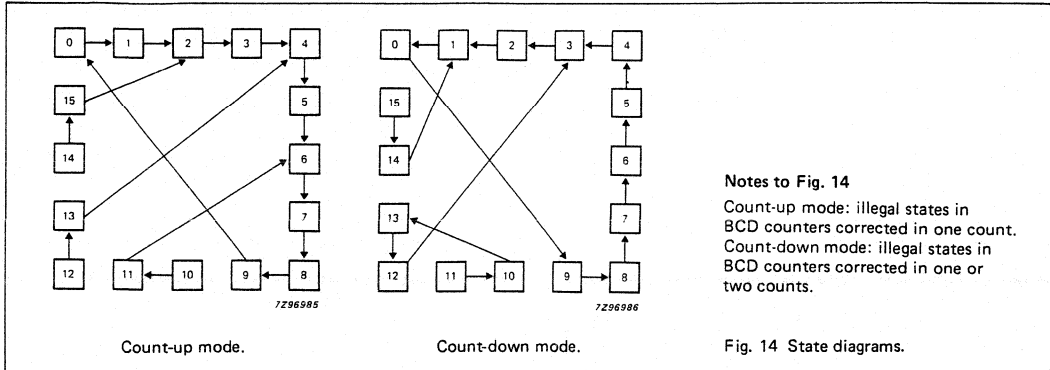 0 1 2 3 4
15 5
14 6
13 7
12 11 10 9 8
7Z96985
Count-up mode.
0 1 2 3 4
15 5
14 6
13 7
12 11 10 9 8
7Z96986
Count-down mode.
Notes to Fig. 14
Count-up mode: illegal states in
BCD counters corrected in one count.
Count-down mode: illegal states in
BCD counters corrected in one or
two counts.
Fig. 14 State diagrams.